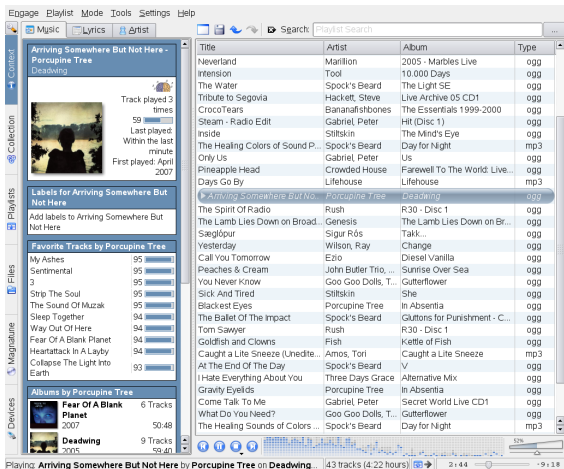 Engage Playlist Mode Tools Settings Help
Music Lyrics Artist
Search: Playlist Search ...
Context
Collection
Playlists
Files
Magnatune
Devices
Arriving Somewhere But Not Here -
Porcupine Tree
Deadwing
Track played 3
times
59
Last played:
Within the last
minute
First played: April
2007
Labels for Arriving Somewhere But
Not Here
Add labels to Arriving Somewhere But
Not Here
Favorite Tracks by Porcupine Tree
My Ashes 95
Sentimental 95
3 95
Strip The Soul 95
The Sound Of Muzak 95
Sleep Together 94
Way Out Of Here 94
Fear Of A Blank Planet 94
Heartattack In A Layby 94
Collapse The Light Into
Earth 93
Albums by Porcupine Tree
Fear Of A Blank
Planet 6 Tracks
2007 50:48
Deadwing 9 Tracks
2005 59:40
Title Artist Album Type
Neverland Marillion 2005 - Marbles Live ogg
Intension Tool 10.000 Days ogg
The Water Spock's Beard The Light SE ogg
Tribute to Segovia Hackett, Steve Live Archive 05 CD1 ogg
CrocoTears Bananafishbones The Essentials 1999-2000 ogg
Steam - Radio Edit Gabriel, Peter Hit (Disc 1) ogg
Inside Stiltskin The Mind's Eye ogg
The Healing Colors of Sound P... Spock's Beard Day for Night mp3
Only Us Gabriel, Peter Us ogg
Pineapple Head Crowded House Farewell To The World: Live... ogg
Days Go By Lifehouse Lifehouse mp3
Arriving Somewhere But No... Porcupine Tree Deadwing ogg
The Spirit Of Radio Rush R30 - Disc 1 ogg
The Lamb Lies Down on Broad... Genesis The Lamb Lies Down on Br... ogg
Sæglópur Sigur Rós Takk... ogg
Yesterday Wilson, Ray Change ogg
Call You Tomorrow Ezio Diesel Vanilla ogg
Peaches & Cream John Butler Trio, ... Sunrise Over Sea ogg
You Never Know Goo Goo Dolls, T... Gutterflower ogg
Sick And Tired Stiltskin She ogg
Blackest Eyes Porcupine Tree In Absentia ogg
The Ballet Of The Impact Spock's Beard Gluttons for Punishment - C... ogg
Tom Sawyer Rush R30 - Disc 1 ogg
Goldfish and Clowns Fish Kettle of Fish ogg
Caught a Lite Sneeze (Unedite... Amos, Tori Caught a Lite Sneeze mp3
At The End Of The Day Spock's Beard V ogg
I Hate Everything About You Three Days Grace Alternative Mix ogg
Gravity Eyelids Porcupine Tree In Absentia ogg
Come Talk To Me Gabriel, Peter Secret World Live CD1 ogg
What Do You Need? Goo Goo Dolls, T... Gutterflower ogg
The Healing Sounds of Colors ... Spock's Beard Day for Night mp3
52%
Playing: Arriving Somewhere But Not Here by Porcupine Tree on Deadwing... 43 tracks (4:22 hours) 2:44 -9:18